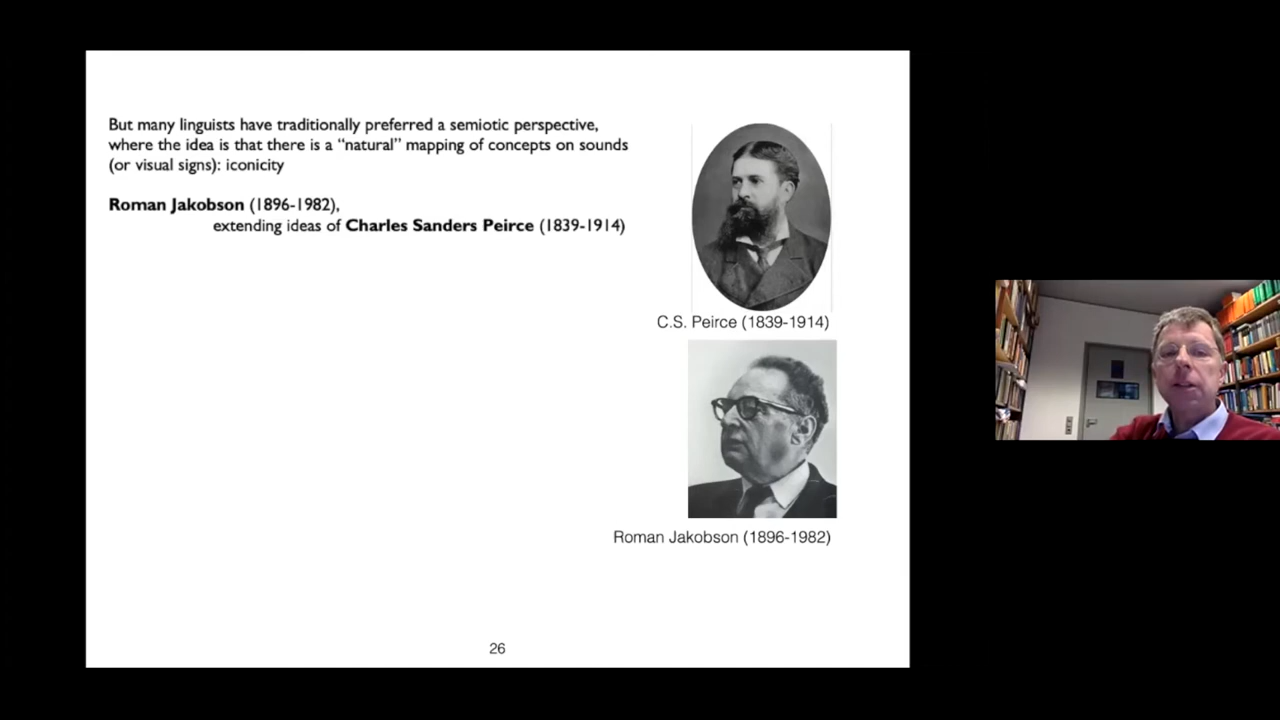 But many linguists have traditionally preferred a semiotic perspective,
where the idea is that there is a “natural” mapping of concepts on sounds
(or visual signs): iconicity
Roman Jakobson (1896-1982),
extending ideas of Charles Sanders Peirce (1839-1914)
C.S. Peirce (1839-1914)
Roman Jakobson (1896-1982)
26